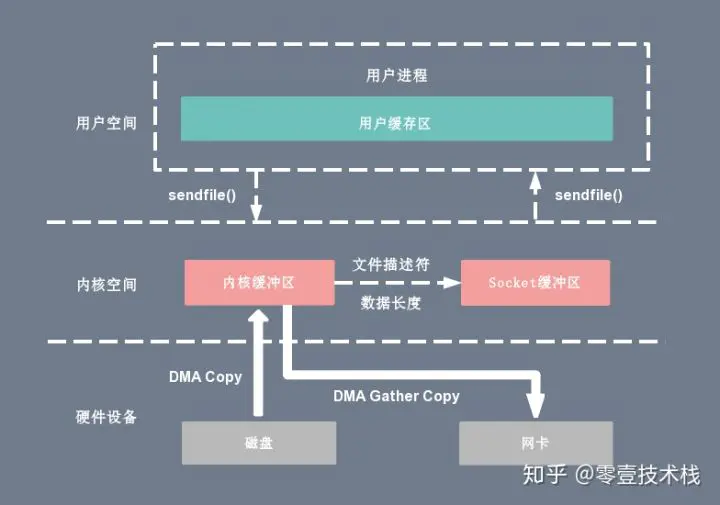 用户进程
用户空间
用户缓存区
sendfile()
sendfile()
内核空间
内核缓冲区
文件描述符
数据长度
Socket缓冲区
DMA Copy
DMA Gather Copy
硬件设备
磁盘
网卡
知乎 @零壹技术栈